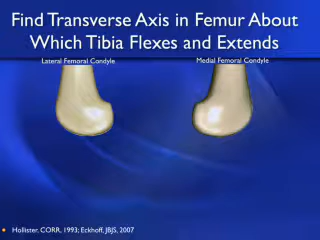 Find Transverse Axis in Femur About
Which Tibia Flexes and Extends
Lateral Femoral Condyle
Medial Femoral Condyle
Hollister, CORR, 1993; Eckhoff, JBJS, 2007